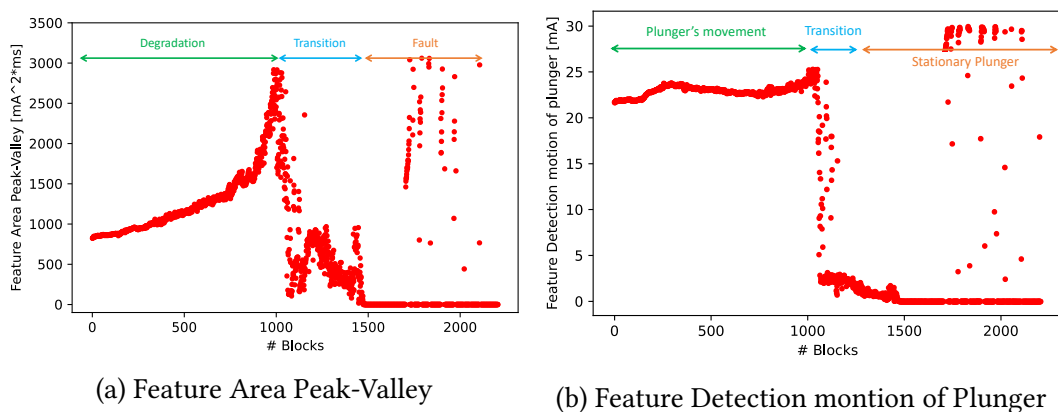 3500
3000
2500
2000
1500
1000
500
0
Feature Area Peak-Valley [mA^2*ms]
Degradation
Transition
Fault
0
500
1000
1500
2000
# Blocks
(a) Feature Area Peak-Valley
30
25
20
15
10
5
0
Feature Detection motion of plunger [mA]
Plunger's movement
Transition
Stationary Plunger
0
500
1000
1500
2000
# Blocks
(b) Feature Detection montion of Plunger